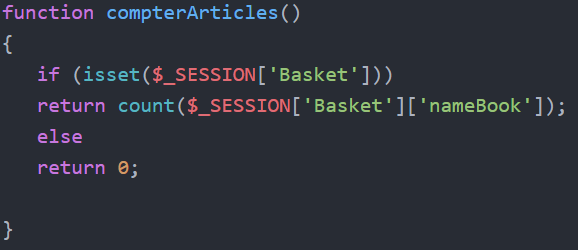 function compterArticles()
{
if (isset($_SESSION['Basket']))
return count($_SESSION['Basket']['nameBook']);
else
return 0;
}